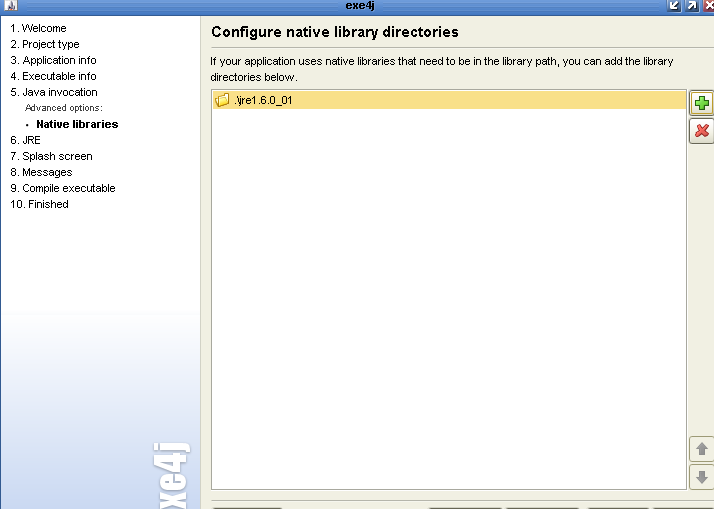 exe4j
1. Welcome
2. Project type
3. Application info
4. Executable info
5. Java invocation
Advanced options:
• Native libraries
6. JRE
7. Splash screen
8. Messages
9. Compile executable
10. Finished
exe4j
Configure native library directories
If your application uses native libraries that need to be in the library path, you can add the library
directories below.
.\jre1.6.0_01